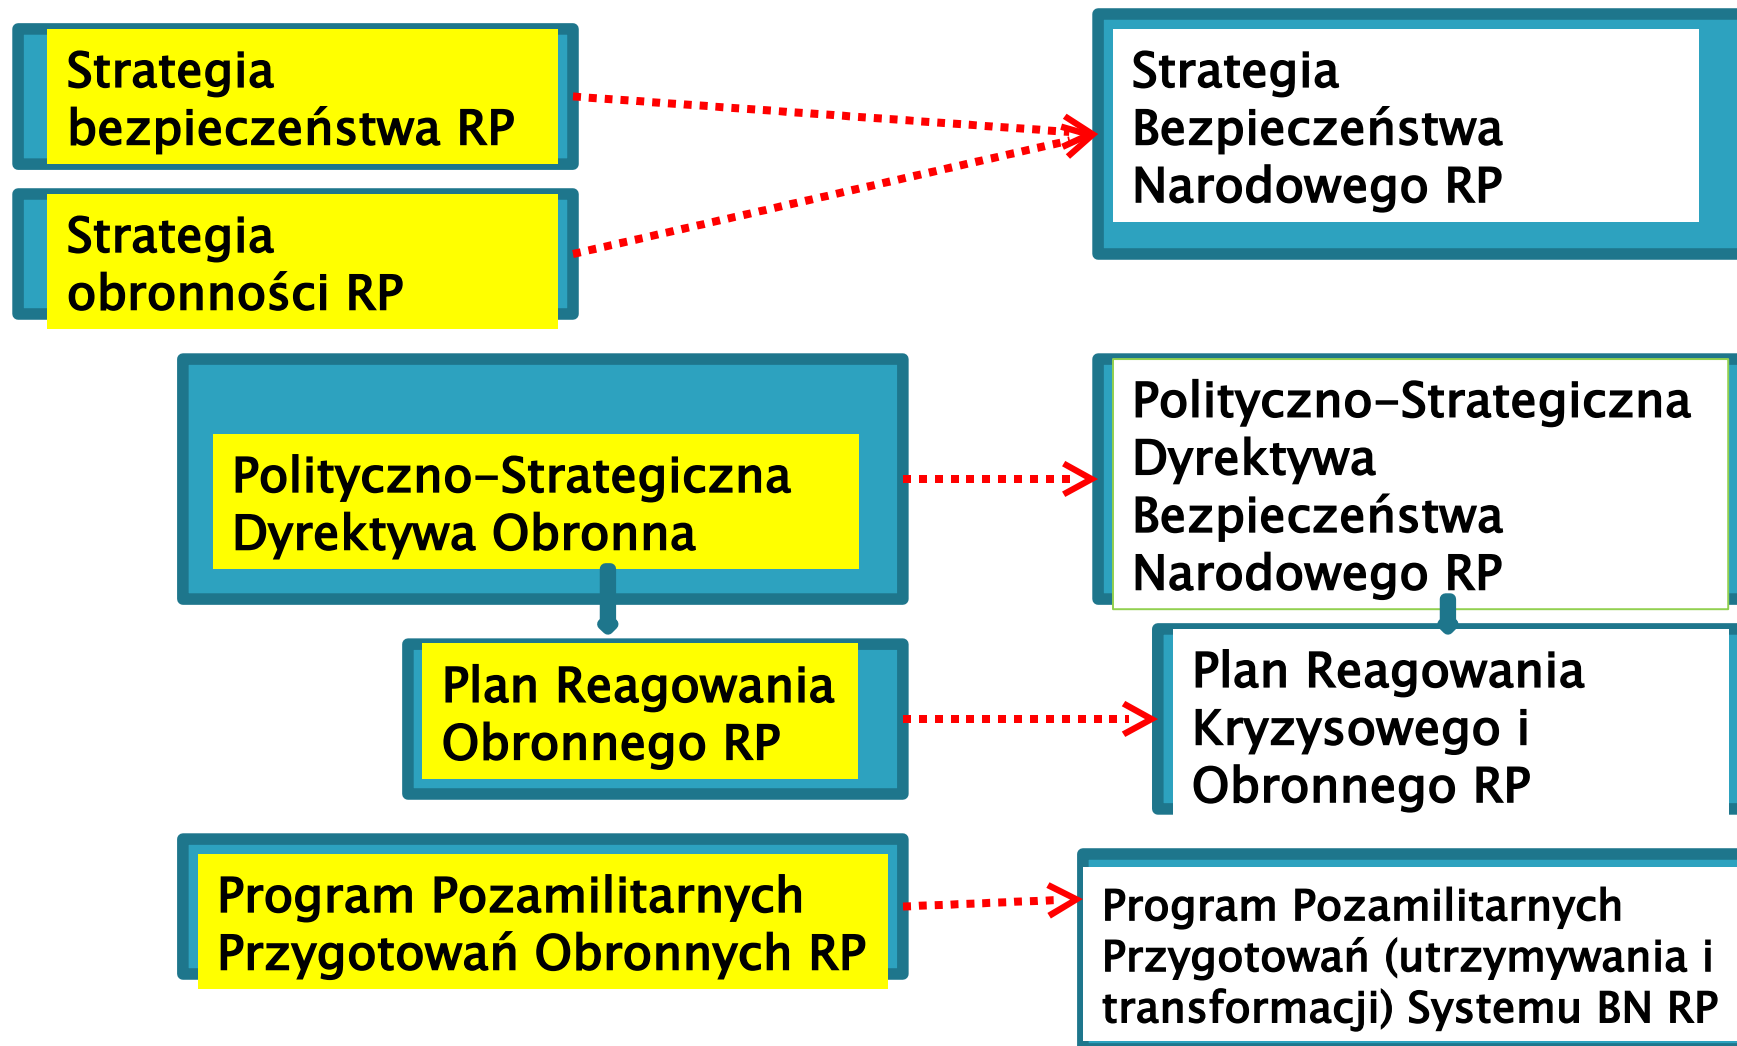 Strategia
bezpieczeństwa RP
Strategia
obronności RP
Strategia
Bezpieczeństwa
Narodowego RP
Polityczno-Strategiczna
Dyrektywa Obronna
Polityczno-Strategiczna
Dyrektywa
Bezpieczeństwa
Narodowego RP
Plan Reagowania
Obronnego RP
Plan Reagowania
Kryzysowego i
Obronnego RP
Program Pozamilitarnych
Przygotowań Obronnych RP
Program Pozamilitarnych
Przygotowań (utrzymywania i
transformacji) Systemu BN RP